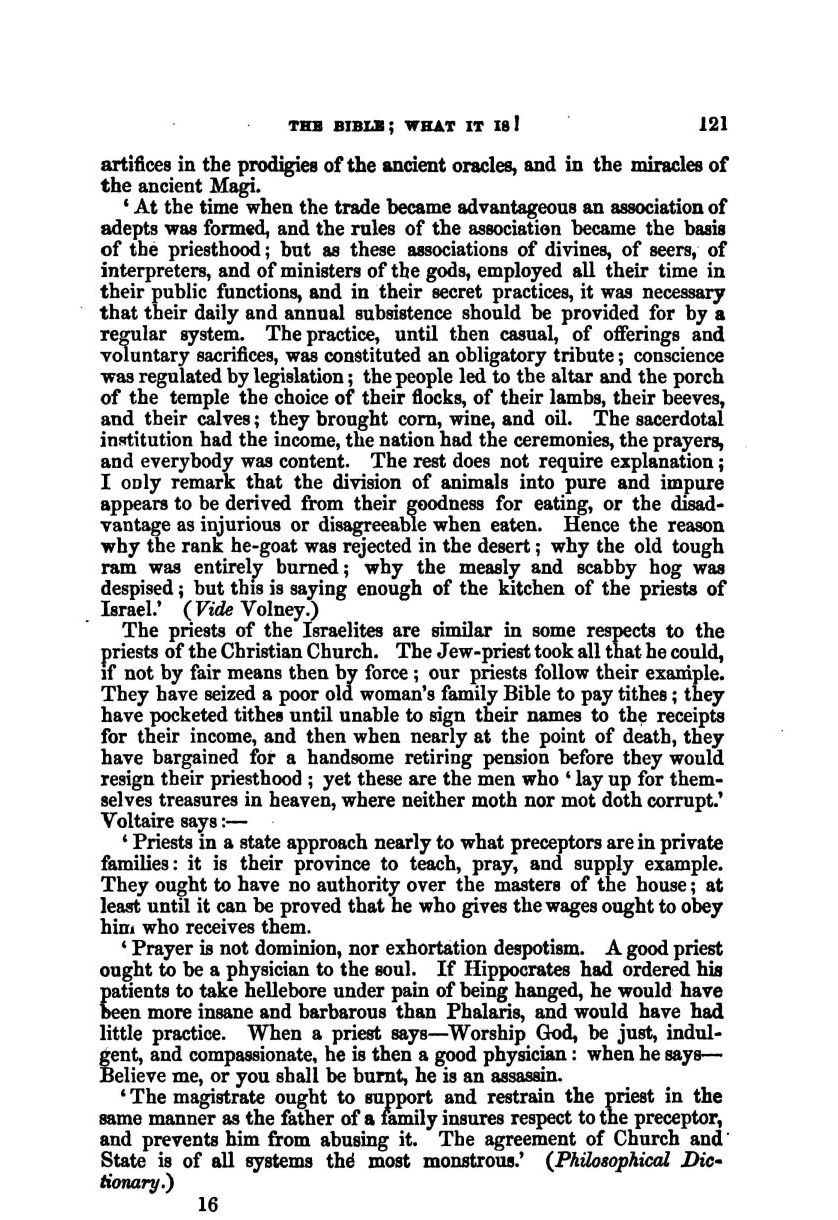 THE BIBLE; WHAT IT IS! 121
artifices in the prodigies of the ancient oracles, and in the miracles of
the ancient Magi.
‘ At the time when the trade became advantageous an association of
adepts was formed, and the rules of the association became the basis
of the priesthood; but as these associations of divines, of seers, of
interpreters, and of ministers of the gods, employed all their time in
their public functions, and in their secret practices, it was necessary
that their daily and annual subsistence should be provided for by a
regular system. The practice, until then casual, of offerings and
voluntary sacrifices, was constituted an obligatory tribute; conscience
was regulated by legislation; the people led to the altar and the porch
of the temple the choice of their flocks, of their lambs, their beeves,
and their calves; they brought corn, wine, and oil. The sacerdotal
institution had the income, the nation had the ceremonies, the prayers,
and everybody was content. The rest does not require explanation;
I only remark that the division of animals into pure and impure
appears to be derived from their goodness for eating, or the disad-
vantage as injurious or disagreeable when eaten. Hence the reason
why the rank he-goat was rejected in the desert; why the old tough
ram was entirely burned; why the measly and scabby hog was
despised; but this is saying enough of the kitchen of the priests of
Israel.’ (Vide Volney.)
The priests of the Israelites are similar in some respects to the
priests of the Christian Church. The Jew-priest took all that he could,
if not by fair means then by force; our priests follow their example.
They have seized a poor old woman's family Bible to pay tithes; they
have pocketed tithes until unable to sign their names to the receipts
for their income, and then when nearly at the point of death, they
have bargained for a handsome retiring pension before they would
resign their priesthood; yet these are the men who ‘ lay up for them-
selves treasures in heaven, where neither moth nor mot doth corrupt.’
Voltaire says:—
‘ Priests in a state approach nearly to what preceptors are in private
families: it is their province to teach, pray, and supply example.
They ought to have no authority over the masters of the house; at
least until it can be proved that he who gives the wages ought to obey
him who receives them.
‘ Prayer is not dominion, nor exhortation despotism. A good priest
ought to be a physician to the soul. If Hippocrates had ordered his
patients to take hellebore under pain of being hanged, he would have
been more insane and barbarous than Phalaris, and would have had
little practice. When a priest says—Worship God, be just, indul-
gent, and compassionate, he is then a good physician: when he says—
Believe me, or you shall be burnt, he is an assassin.
‘ The magistrate ought to support and restrain the priest in the
same manner as the father of a family insures respect to the preceptor,
and prevents him from abusing it. The agreement of Church and
State is of all systems the most monstrous.’ (Philosophical Dic-
tionary.)
16